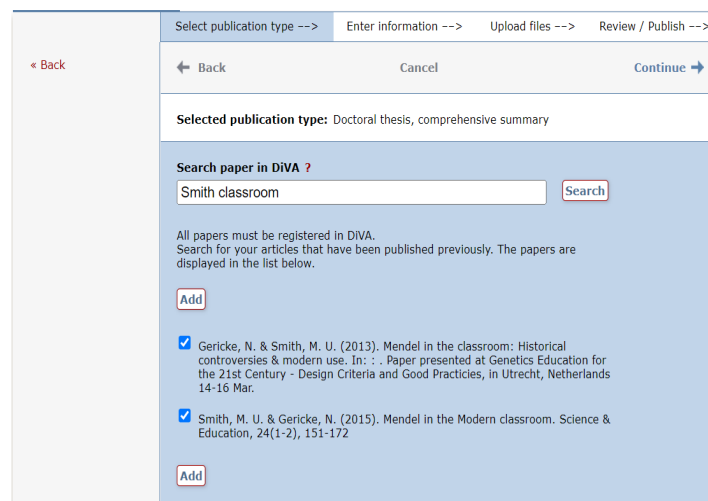 Select publication type --> Enter information --> Upload files --> Review / Publish -->
« Back
Back Cancel Continue
Selected publication type: Doctoral thesis, comprehensive summary
Search paper in DiVA ?
Smith classroom Search
All papers must be registered in DiVA.
Search for your articles that have been published previously. The papers are
displayed in the list below.
Add
Gericke, N. & Smith, M. U. (2013). Mendel in the classroom: Historical
controversies & modern use. In: : . Paper presented at Genetics Education for
the 21st Century - Design Criteria and Good Practicies, in Utrecht, Netherlands
14-16 Mar.
Smith, M. U. & Gericke, N. (2015). Mendel in the Modern classroom. Science &
Education, 24(1-2), 151-172
Add